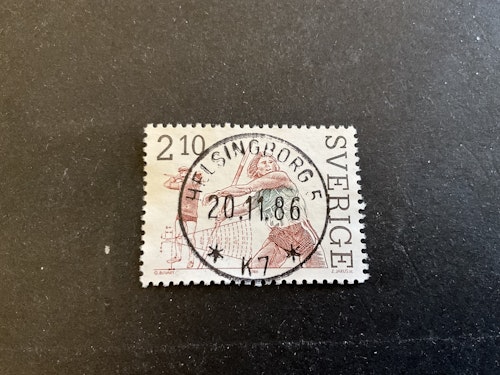 2 10
SVERIGE
HELSINGBORG 5
20.11.86
* K7 *